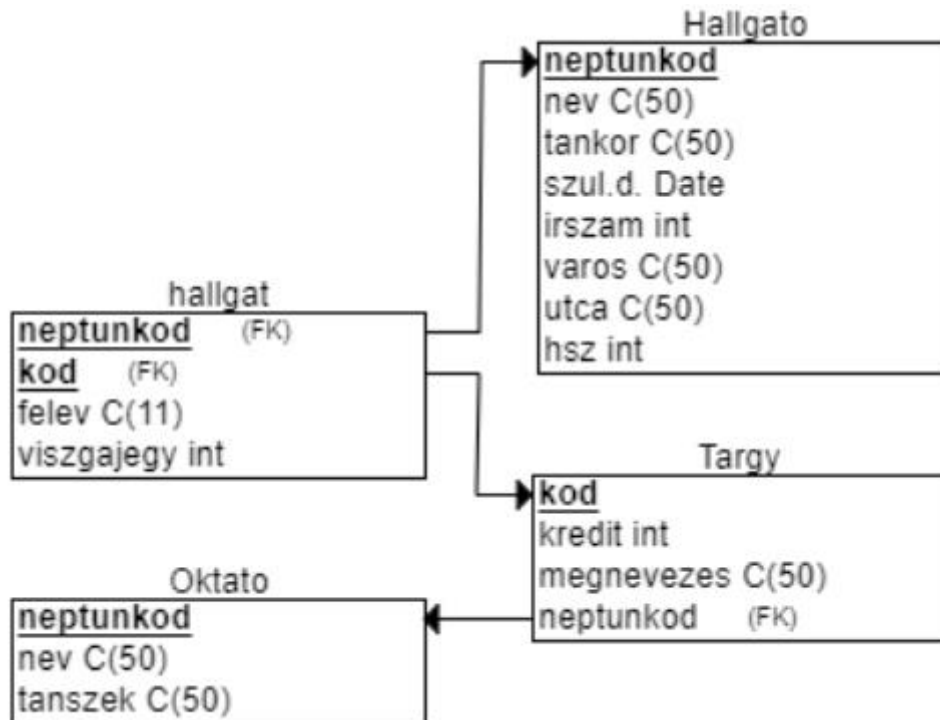 Hallgato
neptunkod
nev C(50)
tankor C(50)
szul.d. Date
irszam int
varos C(50)
utca C(50)
hsz int
hallgat
neptunkod (FK)
kod (FK)
felev C(11)
viszgajegy int
Targy
kod
kredit int
megnevezes C(50)
neptunkod (FK)
Oktato
neptunkod
nev C(50)
tanszek C(50)